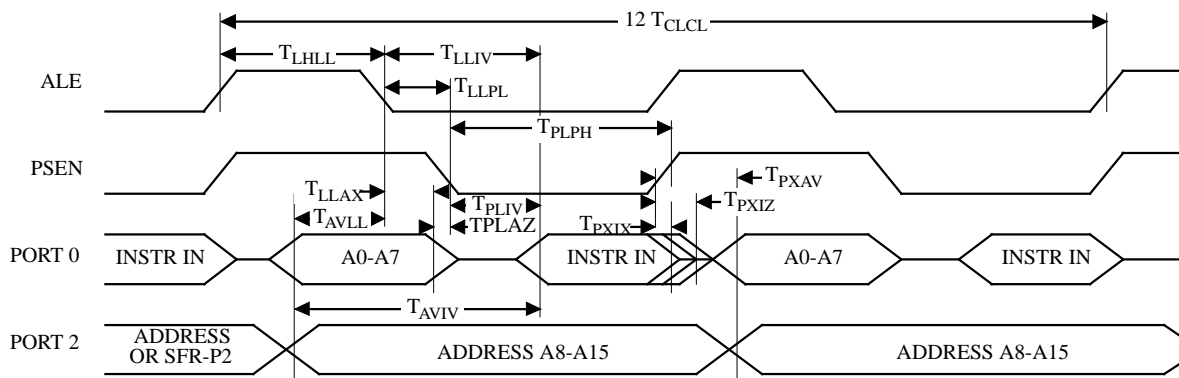 12 TCLCL
TLHLL TLLIV
ALE
TLLPL
TPLPH
PSEN
TLLAX TPXAV
TPLIV TPXIZ
TAVLL TPLAZ TPXIX
PORT 0 INSTR IN A0-A7 INSTR IN A0-A7 INSTR IN
TAVIV
PORT 2 ADDRESS OR SFR-P2 ADDRESS A8-A15 ADDRESS A8-A15